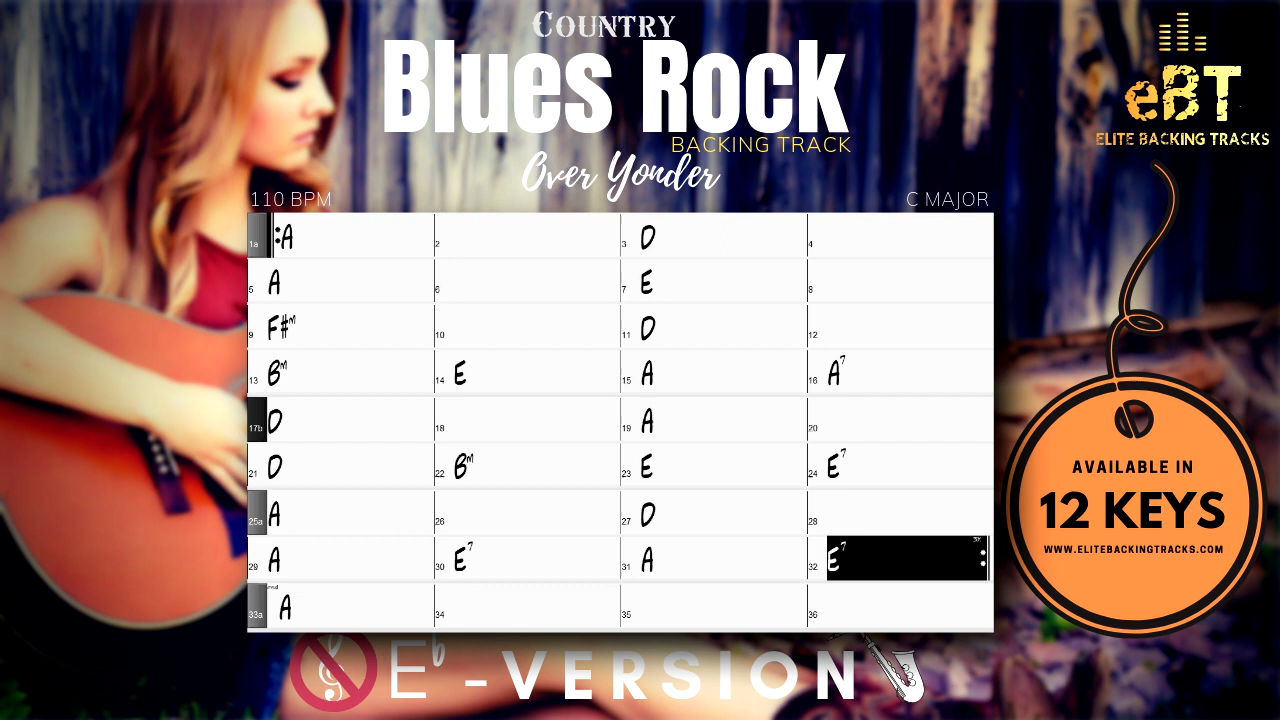 COUNTRY
Blues Rock
BACKING TRACK
Over Yonder
110 BPM
C MAJOR
eBT
ELITE BACKING TRACKS
1a A 2 3 D 4
5 A 6 7 E 8
9 F#m 10 11 D 12
13 Bm 14 E 15 A 16 A7
17b D 18 19 A 20
21 D 22 Bm 23 E 24 E7
25a A 26 27 D 28
29 A 30 E7 31 A 32 E7 3x
33a end A 34 35 36
AVAILABLE IN
12 KEYS
WWW.ELITEBACKINGTRACKS.COM
E♭ - VERSION